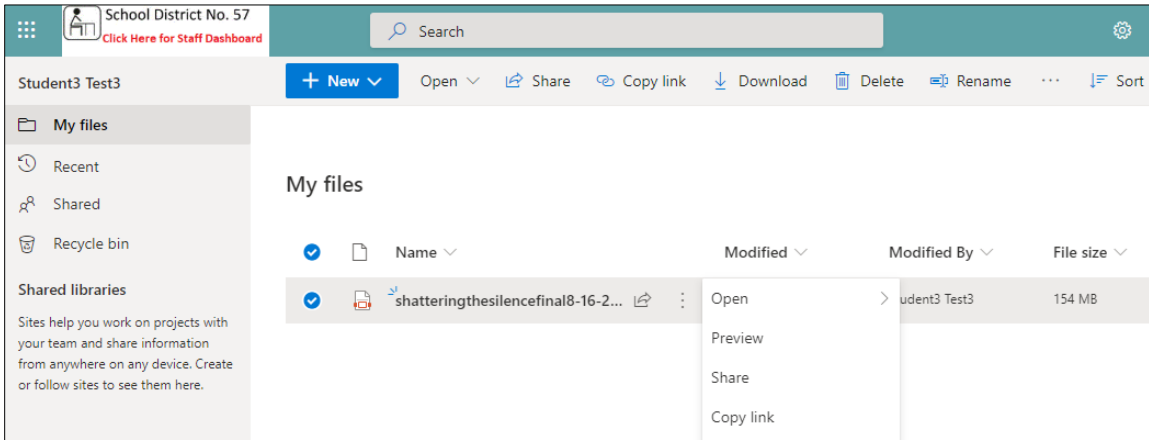 School District No. 57
Click Here for Staff Dashboard
Search
Student3 Test3
New
Open
Share
Copy link
Download
Delete
Rename
...
Sort
My files
Recent
Shared
Recycle bin
Shared libraries
Sites help you work on projects with
your team and share information
from anywhere on any device. Create
or follow sites to see them here.
My files
Name
Modified
Modified By
File size
shatteringthesilencefinal8-16-2...
udent3 Test3
154 MB
Open
Preview
Share
Copy link